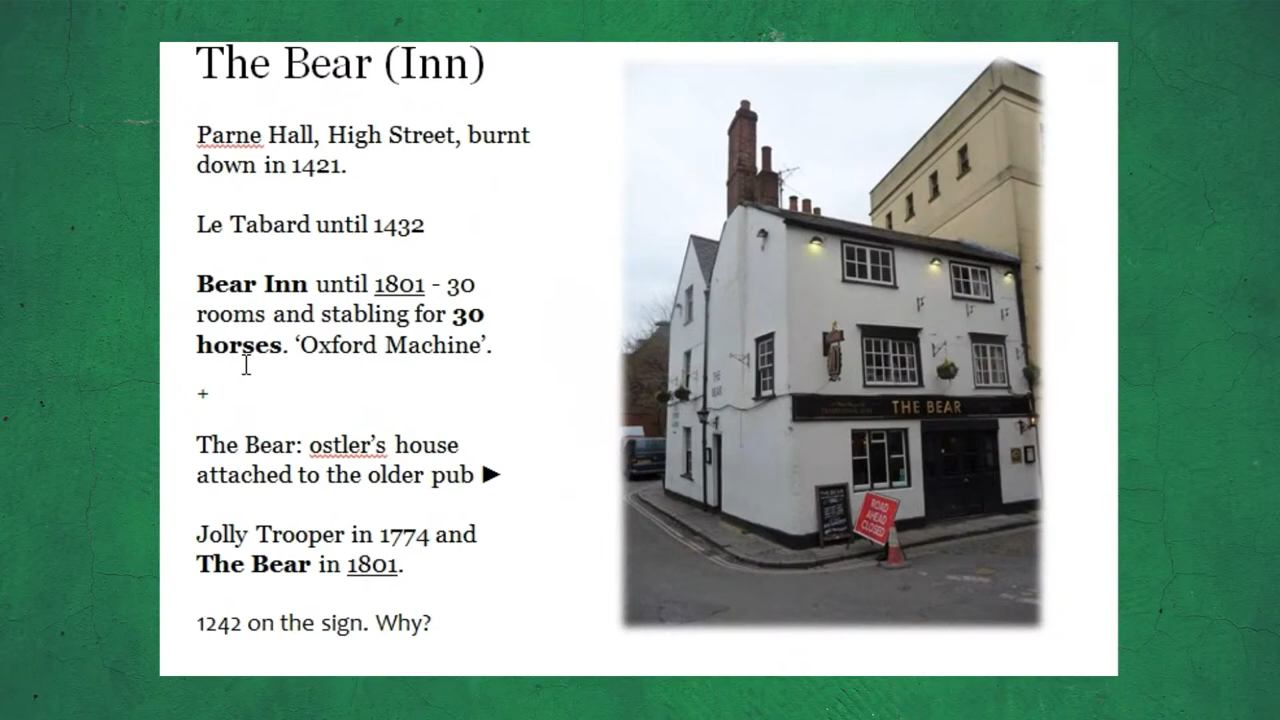 The Bear (Inn)
Parne Hall, High Street, burnt
down in 1421.
Le Tabard until 1432
Bear Inn until 1801 - 30
rooms and stabling for 30
horses. ‘Oxford Machine’.
+
The Bear: ostler’s house
attached to the older pub ►
Jolly Trooper in 1774 and
The Bear in 1801.
1242 on the sign. Why?
THE
BEAR
THE BEAR
ROAD
AHEAD
CLOSED